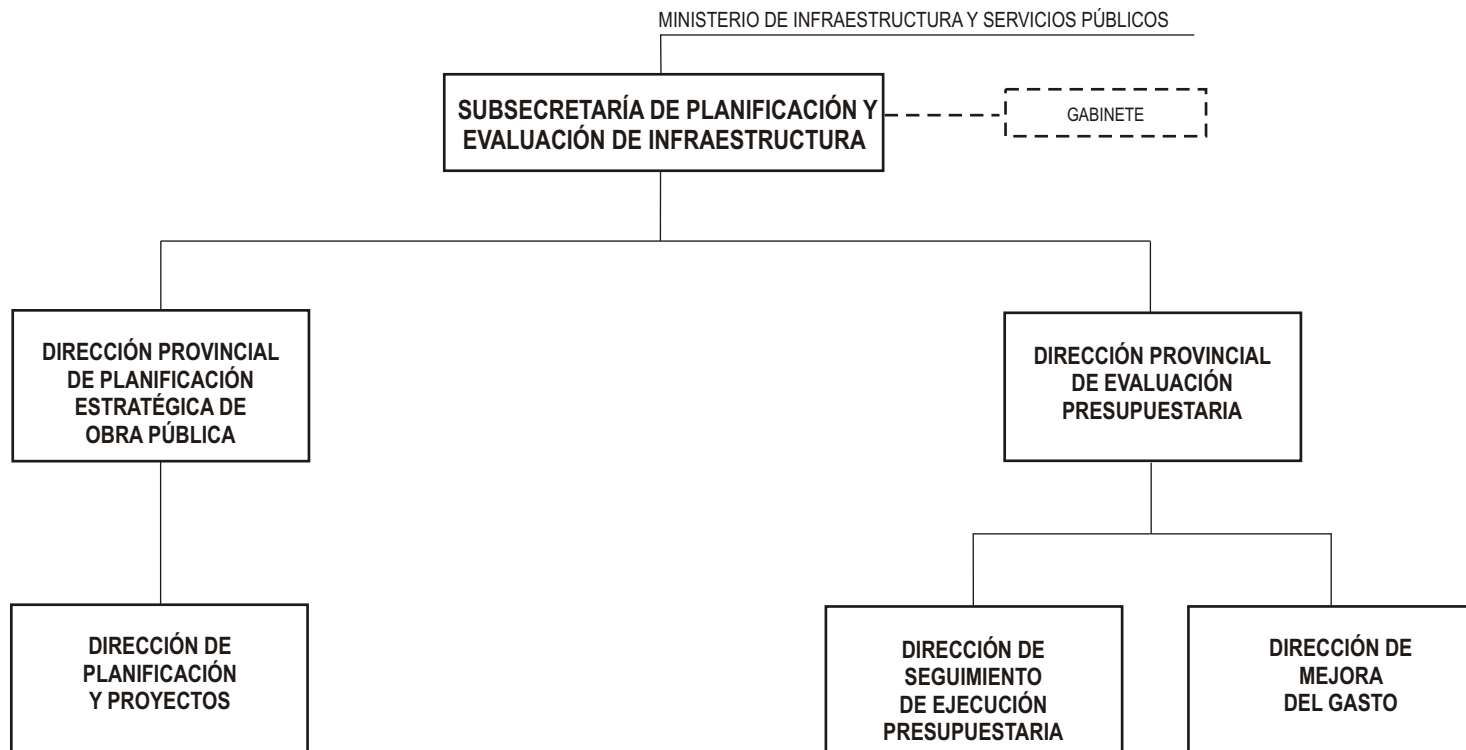 MINISTERIO DE INFRAESTRUCTURA Y SERVICIOS PÚBLICOS
SUBSECRETARÍA DE PLANIFICACIÓN Y
EVALUACIÓN DE INFRAESTRUCTURA
GABINETE
DIRECCIÓN PROVINCIAL
DE PLANIFICACIÓN
ESTRATÉGICA DE
OBRA PÚBLICA
DIRECCIÓN PROVINCIAL
DE EVALUACIÓN
PRESUPUESTARIA
DIRECCIÓN DE
PLANIFICACIÓN
Y PROYECTOS
DIRECCIÓN DE
SEGUIMIENTO
DE EJECUCIÓN
PRESUPUESTARIA
DIRECCIÓN DE
MEJORA
DEL GASTO